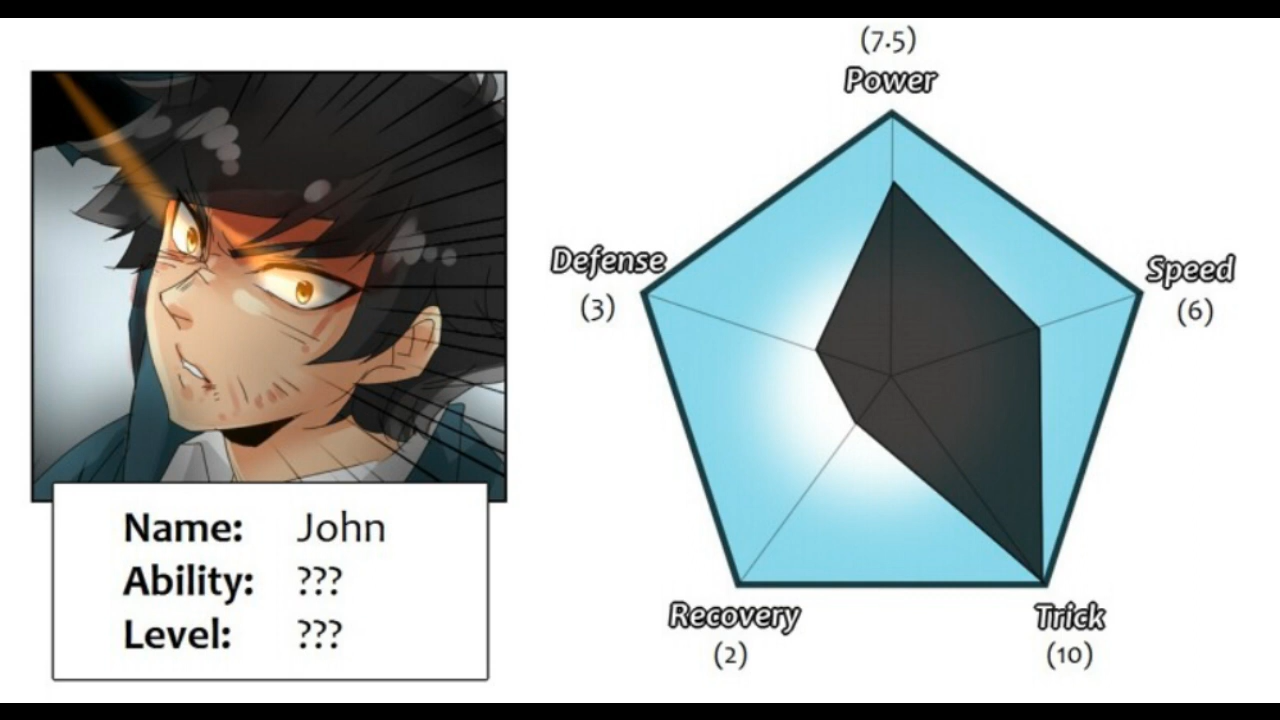 (7.5)
Power
Defense
(3)
Speed
(6)
Name: John
Ability: ???
Level: ???
Recovery
(2)
Trick
(10)